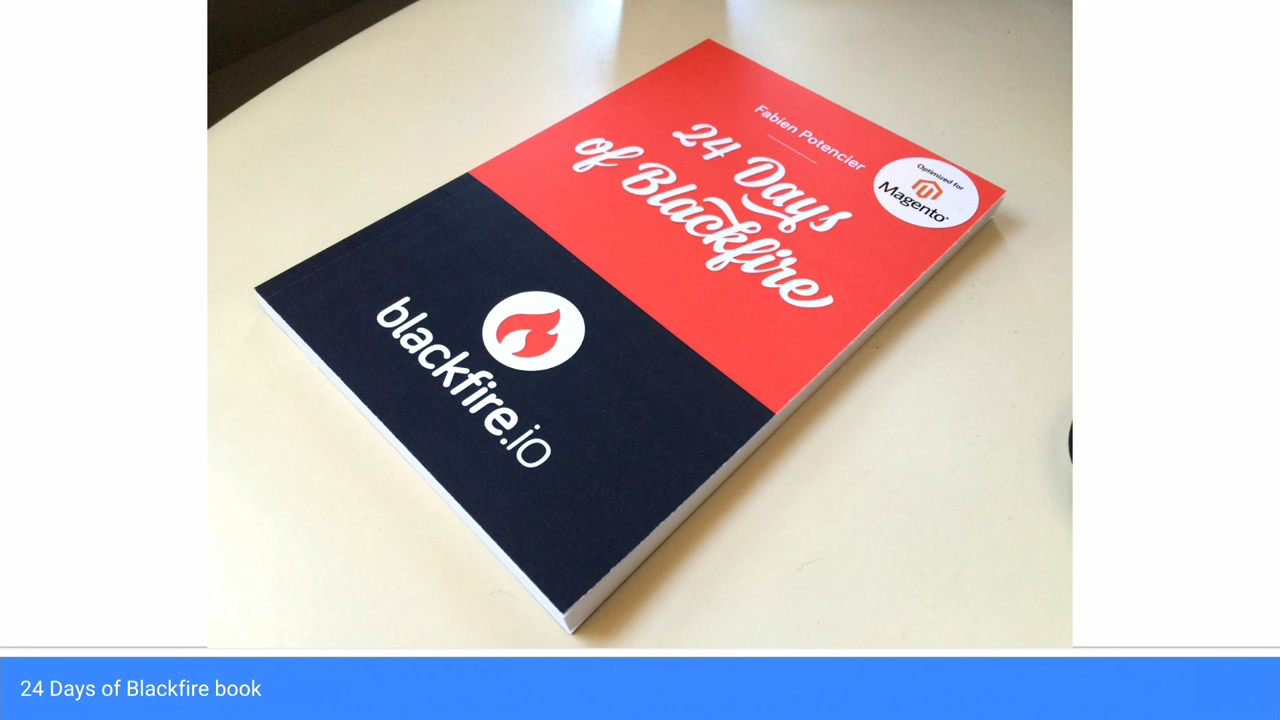 Fabien Potencier
24 Days
of Blackfire
Optimized for
Magento
blackfire.io
24 Days of Blackfire book